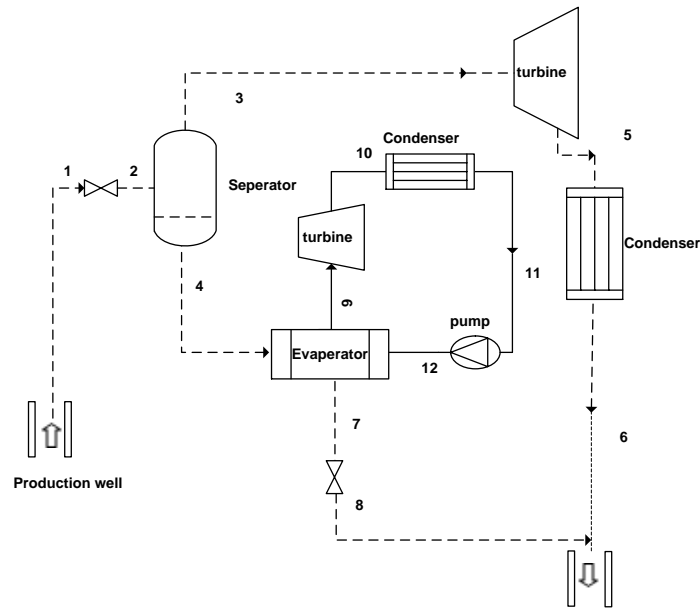 turbine
3
Condenser
5
1
2
10
Seperator
turbine
Condenser
4
11
9
pump
Evaperator
12
7
6
Production well
8